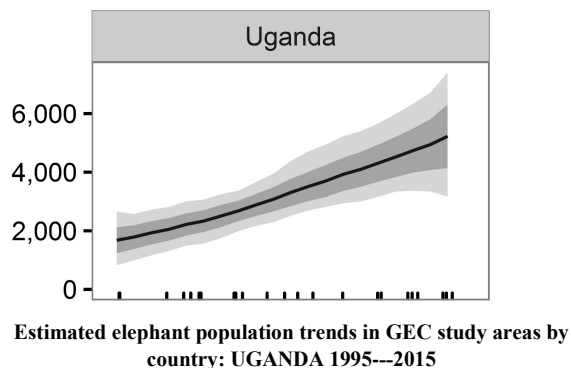 Uganda
6,000
4,000
2,000
0
Estimated elephant population trends in GEC study areas by
country: UGANDA 1995---2015